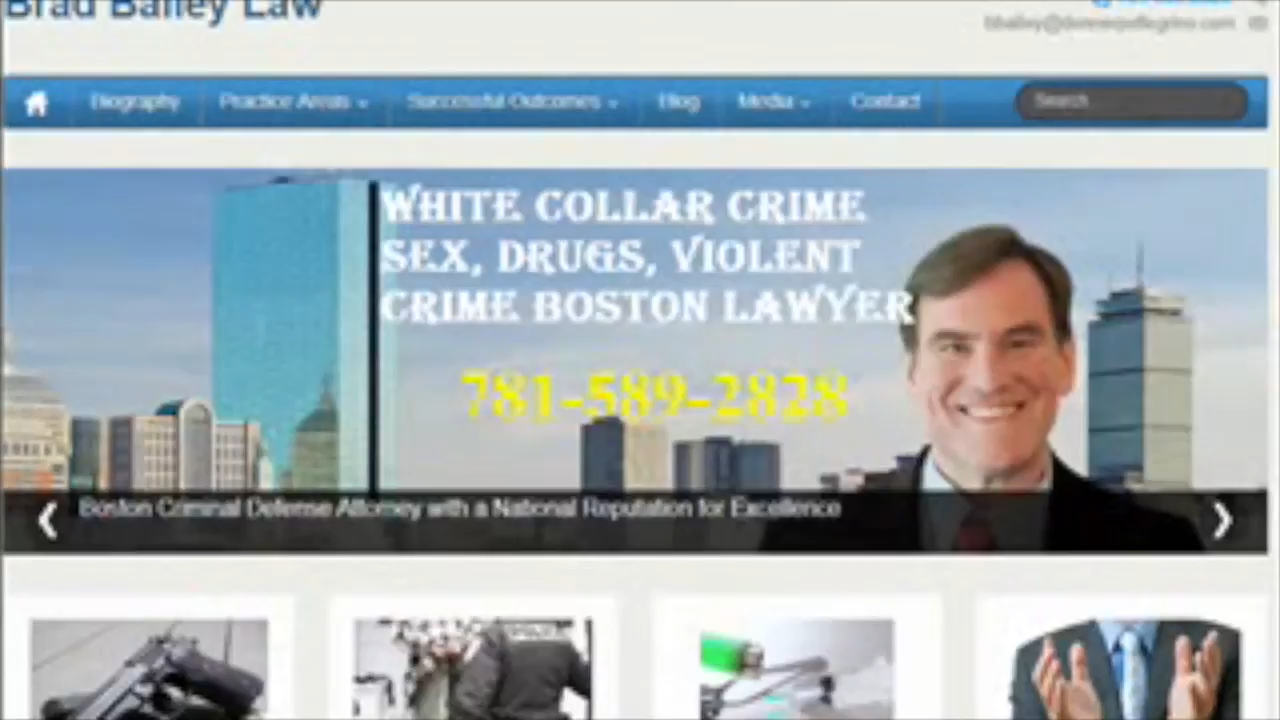 Brad Bailey Law
Biography Practice Areas Successful Outcomes Blog Media Contact Search
WHITE COLLAR CRIME
SEX, DRUGS, VIOLENT
CRIME BOSTON LAWYER
781-589-2828
Boston Criminal Defense Attorney with a National Reputation for Excellence